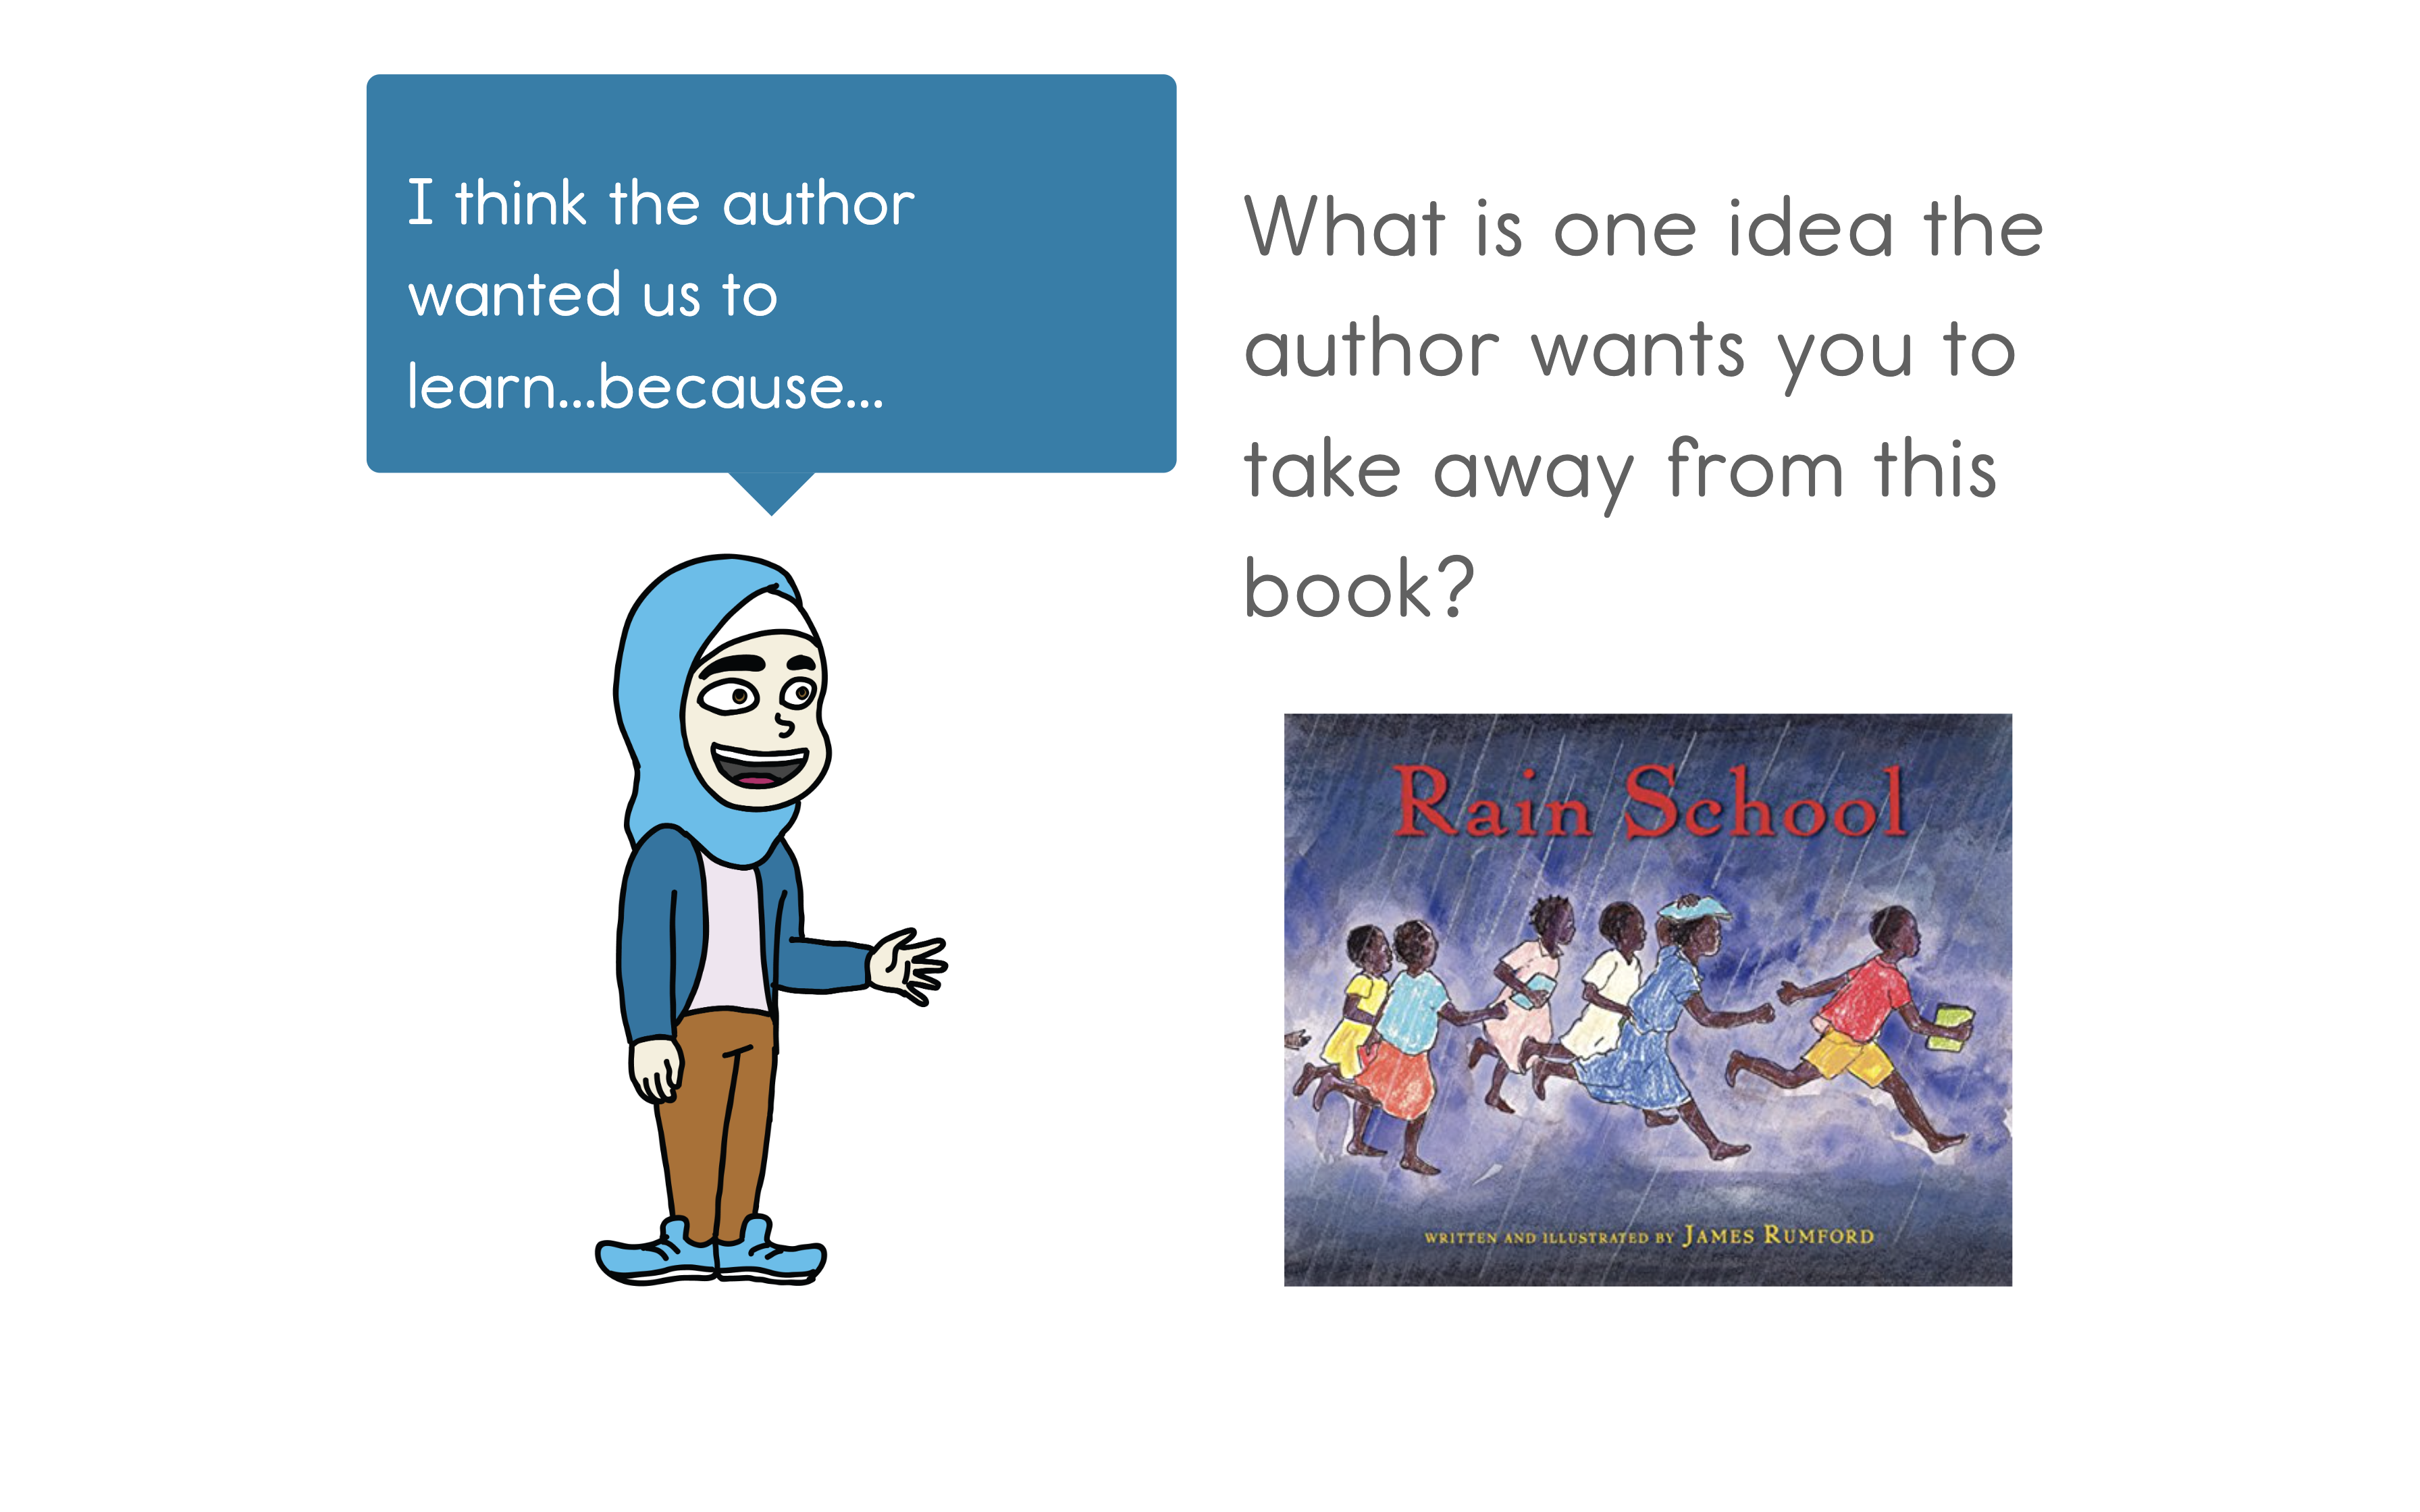 I think the author
wanted us to
learn...because...
What is one idea the
author wants you to
take away from this
book?
Rain School
WRITTEN AND ILLUSTRATED BY JAMES RUMFORD